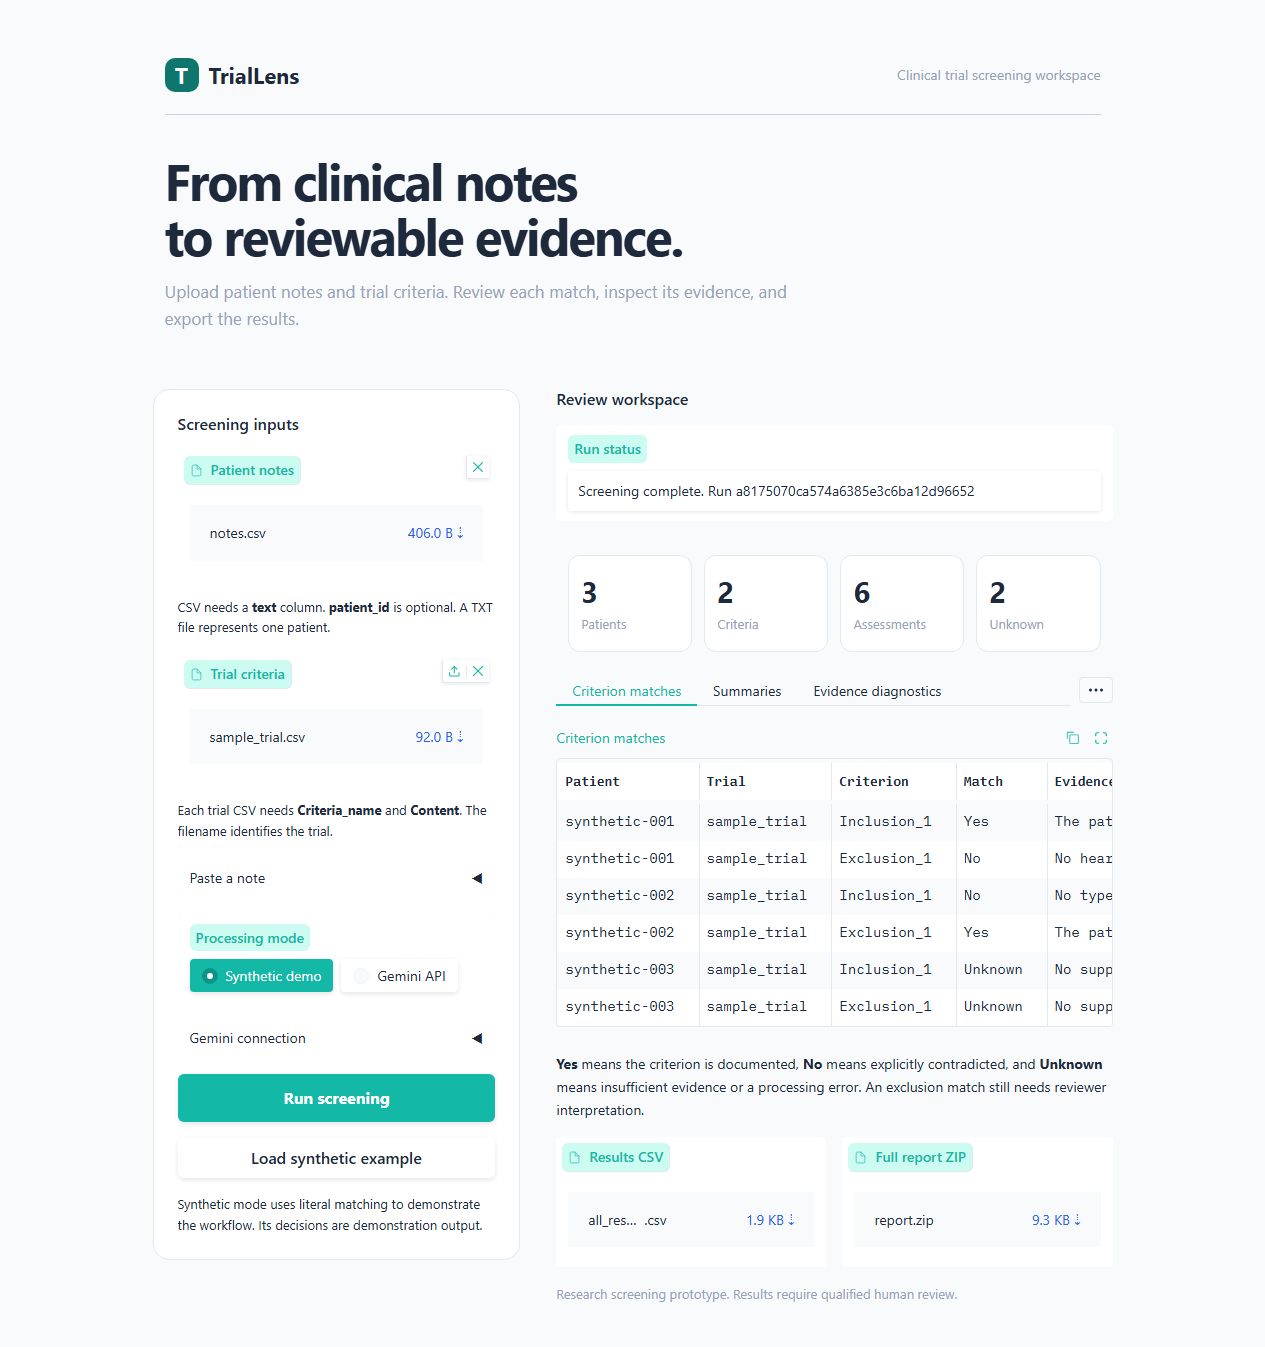 T TrialLens
Clinical trial screening workspace
From clinical notes
to reviewable evidence.
Upload patient notes and trial criteria. Review each match, inspect its evidence, and
export the results.
Screening inputs
Patient notes
notes.csv 406.0 B ⇣
CSV needs a text column. patient_id is optional. A TXT
file represents one patient.
Trial criteria
sample_trial.csv 92.0 B ⇣
Each trial CSV needs Criteria_name and Content. The
filename identifies the trial.
Paste a note
Processing mode
Synthetic demo Gemini API
Gemini connection
Run screening
Load synthetic example
Synthetic mode uses literal matching to demonstrate
the workflow. Its decisions are demonstration output.
Review workspace
Run status
Screening complete. Run a8175070ca574a6385e3c6ba12d96652
3 2 6 2
Patients Criteria Assessments Unknown
Criterion matches Summaries Evidence diagnostics
Criterion matches
Patient Trial Criterion Match Evidence
synthetic-001 sample_trial Inclusion_1 Yes The pat
synthetic-001 sample_trial Exclusion_1 No No hear
synthetic-002 sample_trial Inclusion_1 No No type
synthetic-002 sample_trial Exclusion_1 Yes The pat
synthetic-003 sample_trial Inclusion_1 Unknown No supp
synthetic-003 sample_trial Exclusion_1 Unknown No supp
Yes means the criterion is documented, No means explicitly contradicted, and Unknown
means insufficient evidence or a processing error. An exclusion match still needs reviewer
interpretation.
Results CSV
all_res... .csv 1.9 KB ⇣
Full report ZIP
report.zip 9.3 KB ⇣
Research screening prototype. Results require qualified human review.